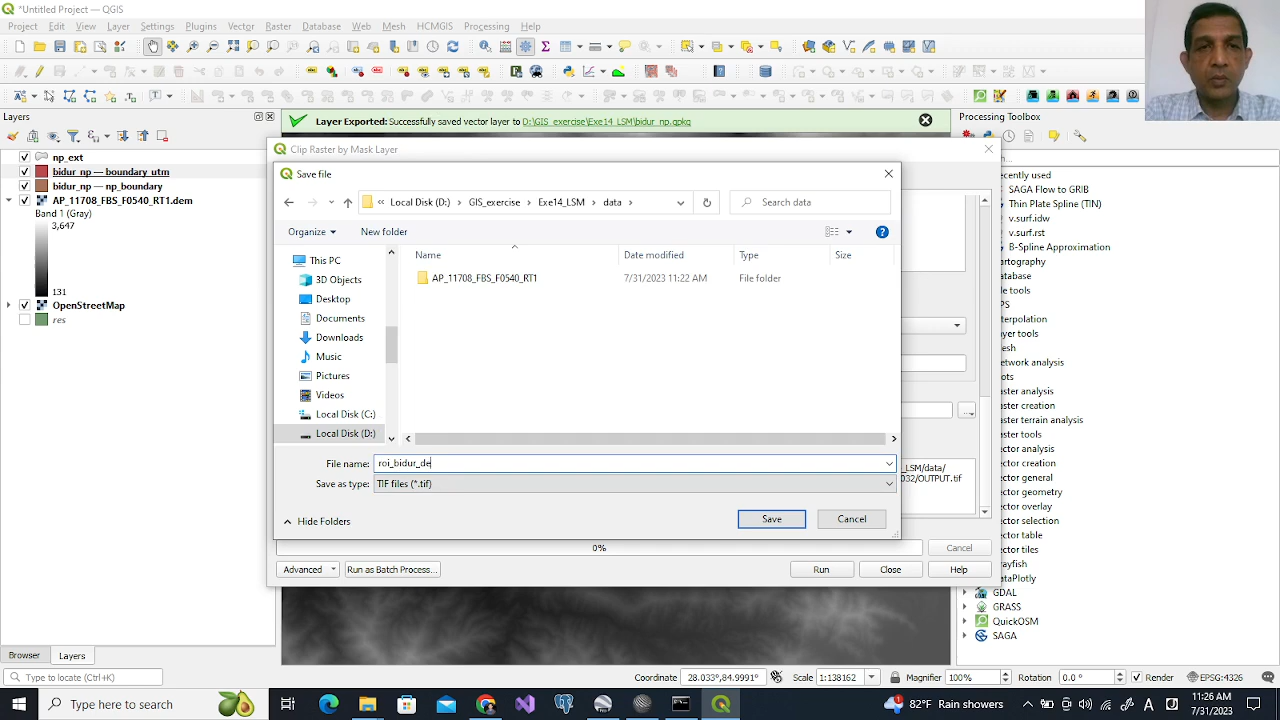 *Untitled Project — QGIS
Project Edit View Layer Settings Plugins Vector Raster Database Web Mesh HCMGIS Processing Help
Layers
Layer Exported: Successfully saved vector layer to D:\GIS_exercise\Exe14_LSM\bidur_np.gpkg
Processing Toolbox
np_ext
bidur_np — boundary_utm
bidur_np — np_boundary
AP_11708_FBS_F0540_RT1.dem
Band 1 (Gray)
3,647
131
OpenStreetMap
res
Clip Raster by Mask Layer
Save file
Local Disk (D:) GIS_exercise Exe14_LSM data
Search data
Organize New folder
Name Date modified Type Size
This PC
3D Objects
Desktop
Documents
Downloads
Music
Pictures
Videos
Local Disk (C:)
Local Disk (D:)
AP_11708_FBS_F0540_RT1 7/31/2023 11:22 AM File folder
File name: roi_bidur_de
Save as type: TIF files (*.tif)
Hide Folders
Save Cancel
_LSM/data/
032/OUTPUT.tif
0%
Cancel
Advanced Run as Batch Process... Run Close Help
ecently used
SAGA Flow to GRIB
Thin Plate Spline (TIN)
v.surf.idw
v.surf.rst
B-Spline Approximation
artography
atabase
le tools
PS
terpolation
yer tools
esh
etwork analysis
ots
ster analysis
ster creation
ster terrain analysis
ster tools
ctor analysis
ctor creation
ctor general
ctor geometry
ctor overlay
ctor selection
ctor table
ctor tiles
ayfish
ataPlotly
GDAL
GRASS
QuickOSM
SAGA
Browser Layers
Type to locate (Ctrl+K)
Coordinate 28.033°,84.9991° Scale 1:138162 Magnifier 100% Rotation 0.0 ° Render EPSG:4326
Type here to search
82°F Rain showers
11:26 AM
7/31/2023